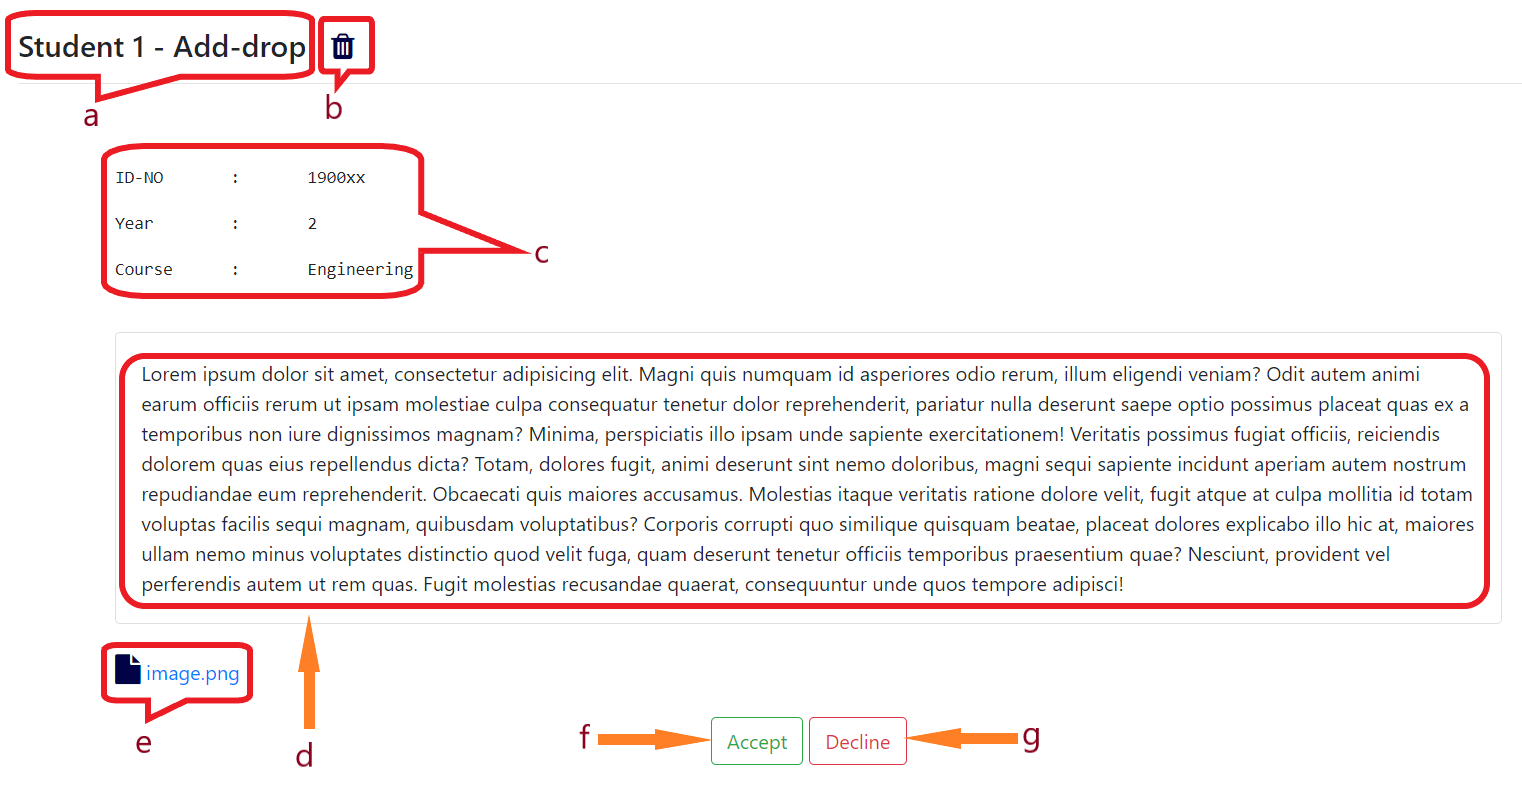 Student 1 - Add-drop
a
b
ID-NO : 1900xx
Year : 2
Course : Engineering
c
Lorem ipsum dolor sit amet, consectetur adipisicing elit. Magni quis numquam id asperiores odio rerum, illum eligendi veniam? Odit autem animi
earum officiis rerum ut ipsam molestiae culpa consequatur tenetur dolor reprehenderit, pariatur nulla deserunt saepe optio possimus placeat quas ex a
temporibus non iure dignissimos magnam? Minima, perspiciatis illo ipsam unde sapiente exercitationem! Veritatis possimus fugiat officiis, reiciendis
dolorem quas eius repellendus dicta? Totam, dolores fugit, animi deserunt sint nemo doloribus, magni sequi sapiente incidunt aperiam autem nostrum
repudiandae eum reprehenderit. Obcaecati quis maiores accusamus. Molestias itaque veritatis ratione dolore velit, fugit atque at culpa mollitia id totam
voluptas facilis sequi magnam, quibusdam voluptatibus? Corporis corrupti quo similique quisquam beatae, placeat dolores explicabo illo hic at, maiores
ullam nemo minus voluptates distinctio quod velit fuga, quam deserunt tenetur officiis temporibus praesentium quae? Nesciunt, provident vel
perferendis autem ut rem quas. Fugit molestias recusandae quaerat, consequuntur unde quos tempore adipisci!
image.png
e
d
f
Accept
Decline
g